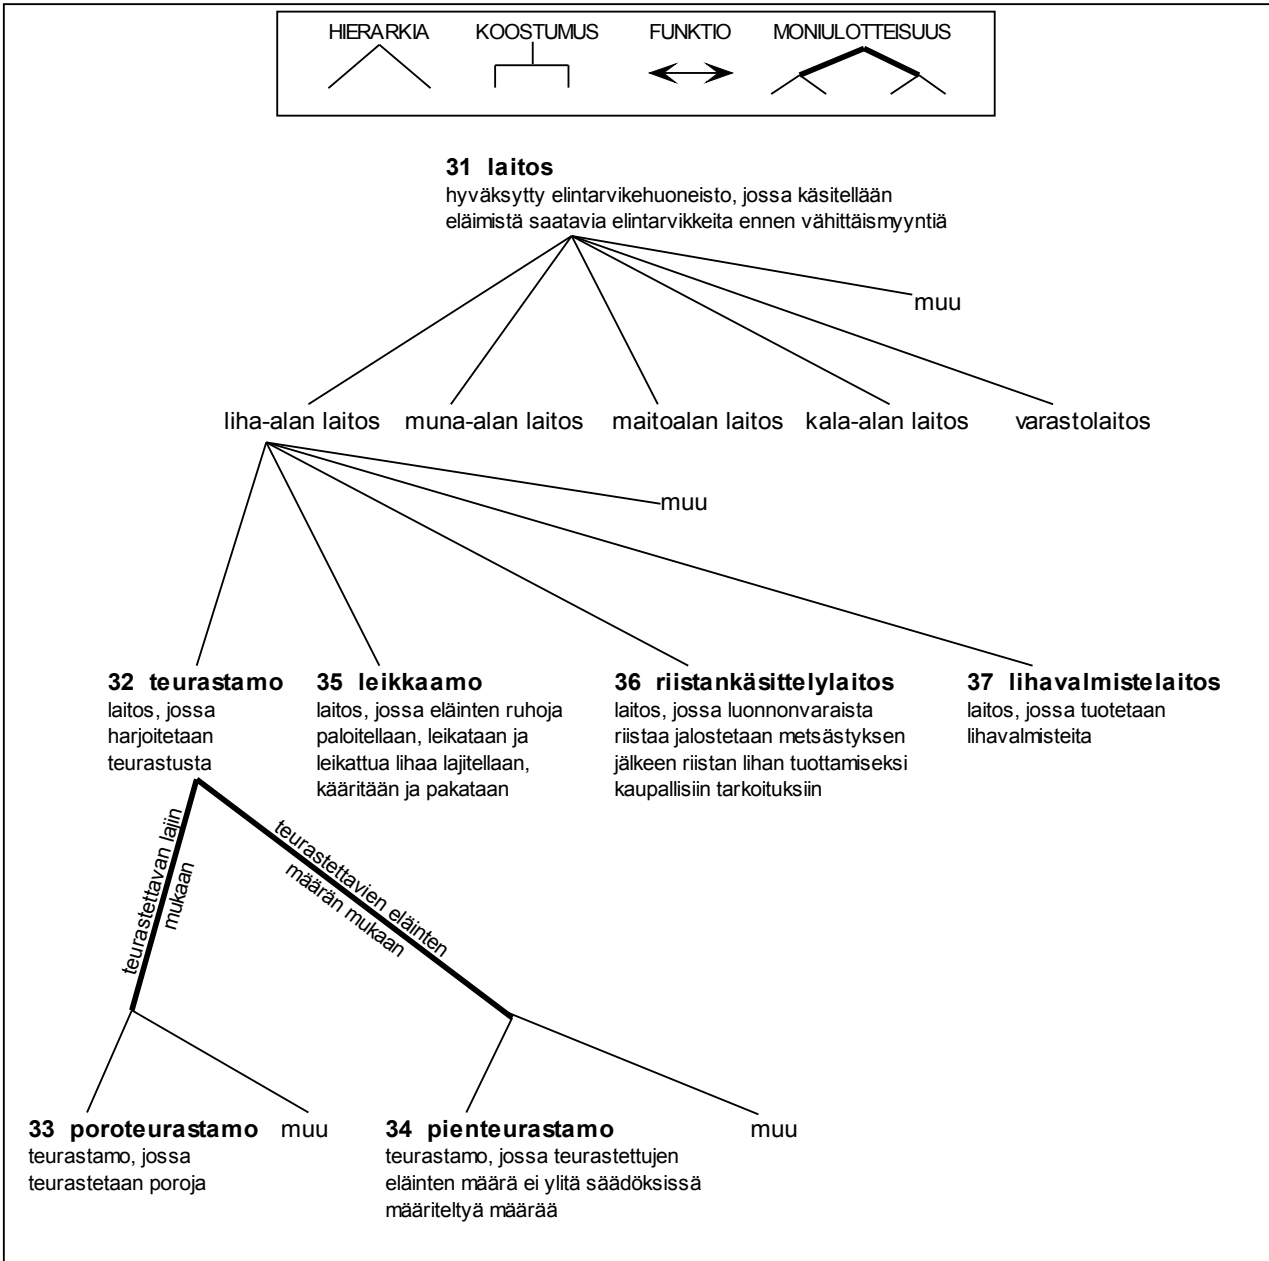 HIERARKIA KOOSTUMUS FUNKTIO MONIULOTTEISUUS
31 laitos
hyväksytty elintarvikehuoneisto, jossa käsitellään
eläimistä saatavia elintarvikkeita ennen vähittäismyyntiä
muu
liha-alan laitos muna-alan laitos maitoalan laitos kala-alan laitos varastolaitos
muu
32 teurastamo
laitos, jossa
harjoitetaan
teurastusta
35 leikkaamo
laitos, jossa eläinten ruhoja
paloitellaan, leikataan ja
leikattua lihaa lajitellaan,
kääritään ja pakataan
36 riistankäsittelylaitos
laitos, jossa luonnonvaraista
riistaa jalostetaan metsästyksen
jälkeen riistan lihan tuottamiseksi
kaupallisiin tarkoituksiin
37 lihavalmistelaitos
laitos, jossa tuotetaan
lihavalmisteita
teurastettavan lajin
mukaan
teurastettavien eläinten
määrän mukaan
33 poroteurastamo
teurastamo, jossa
teurastetaan poroja
muu
34 pienteurastamo
teurastamo, jossa teurastettujen
eläinten määrä ei ylitä säädöksissä
määriteltyä määrää
muu